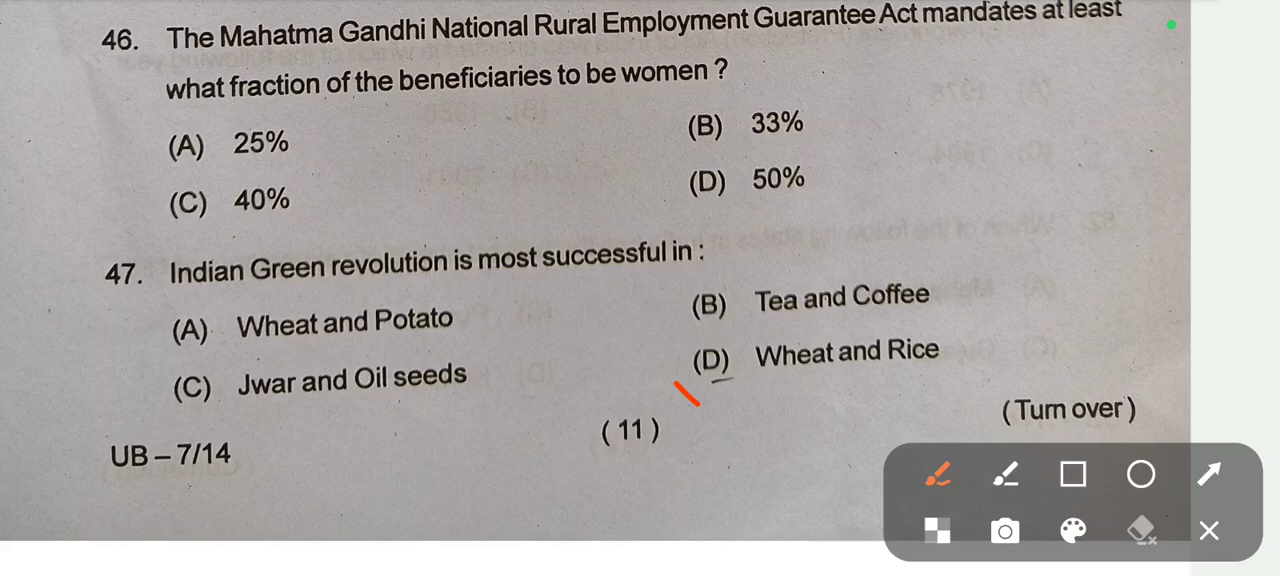 46. The Mahatma Gandhi National Rural Employment Guarantee Act mandates at least
what fraction of the beneficiaries to be women ?
(A) 25%
(B) 33%
(C) 40%
(D) 50%
47. Indian Green revolution is most successful in :
(A) Wheat and Potato
(B) Tea and Coffee
(C) Jwar and Oil seeds
(D) Wheat and Rice
(11)
(Turn over)
UB – 7/14